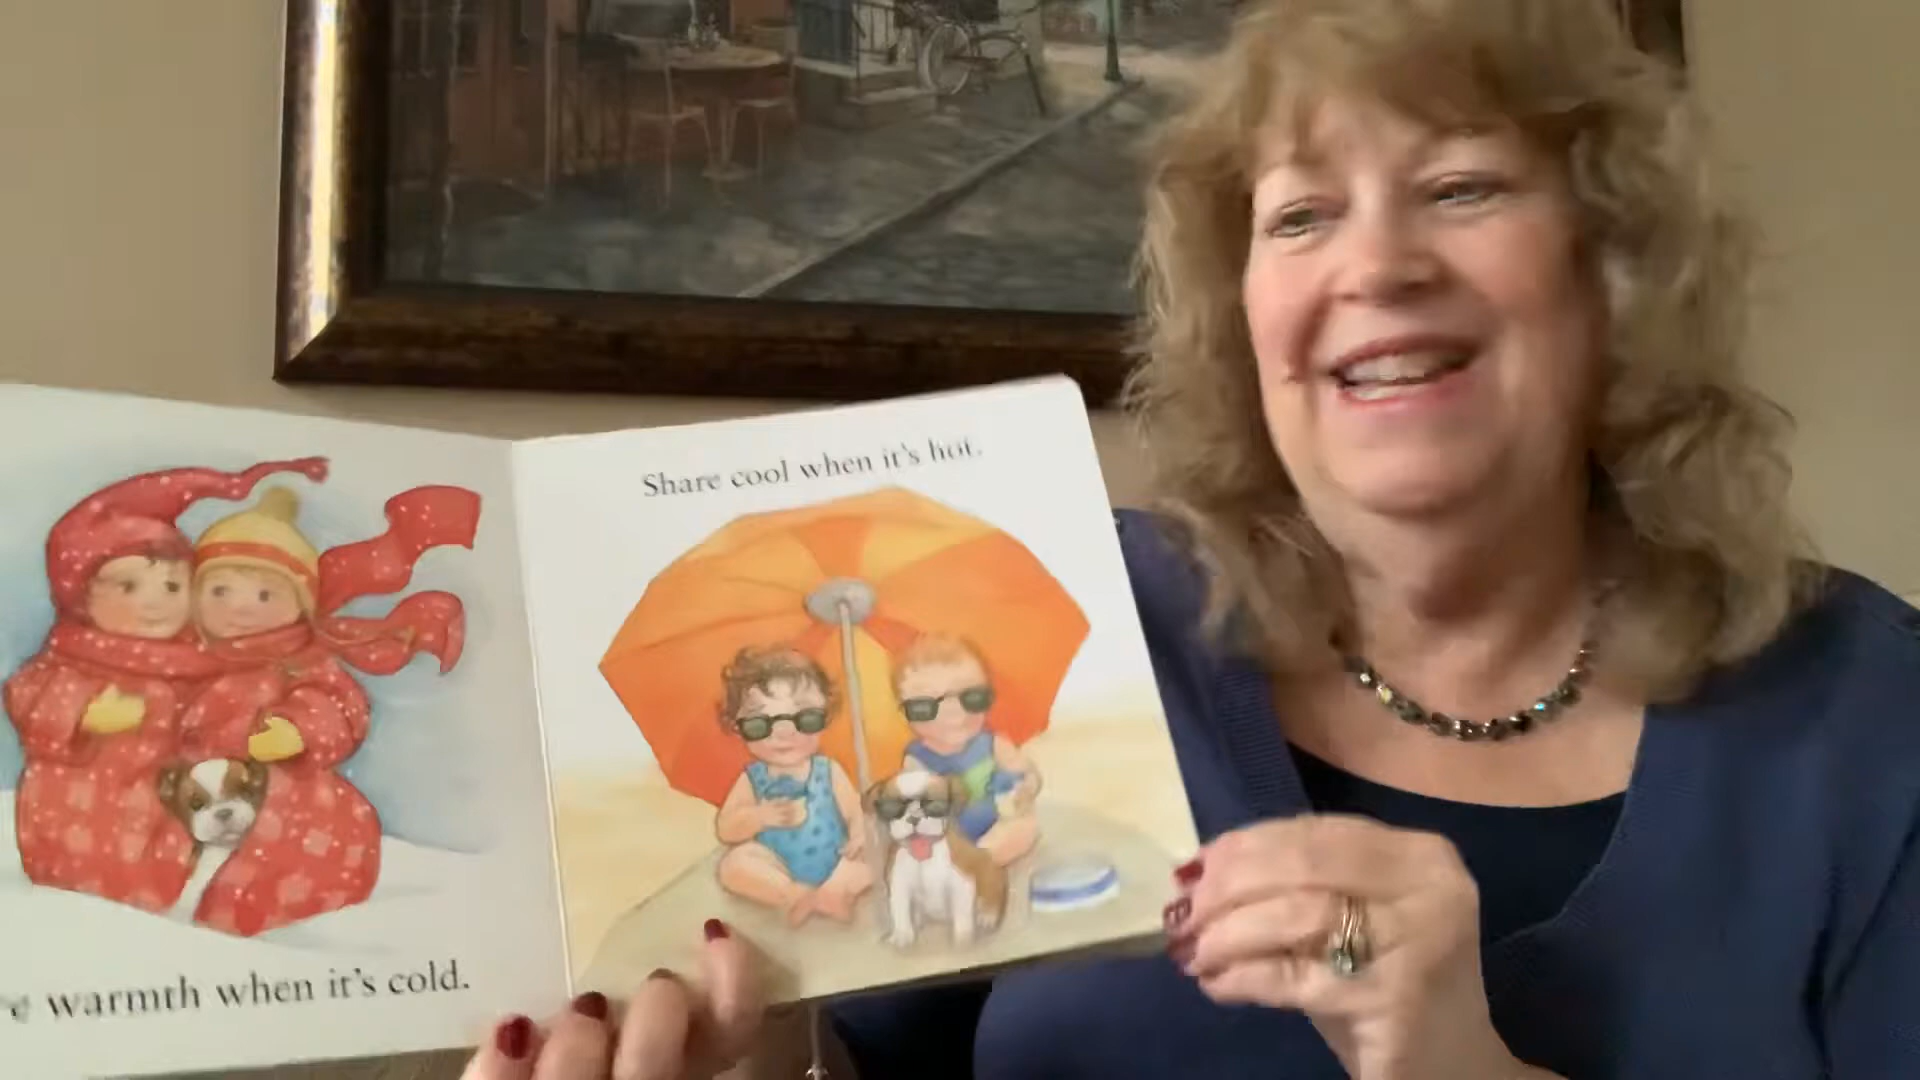 warmth when it's cold.
Share cool when it's hot.